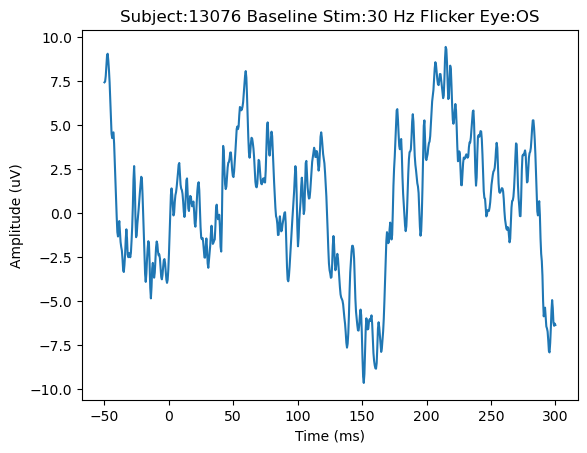 Subject:13076 Baseline Stim:30 Hz Flicker Eye:OS
10.0
7.5
5.0
2.5
0.0
−2.5
−5.0
−7.5
−10.0
Amplitude (uV)
−50 0 50 100 150 200 250 300
Time (ms)